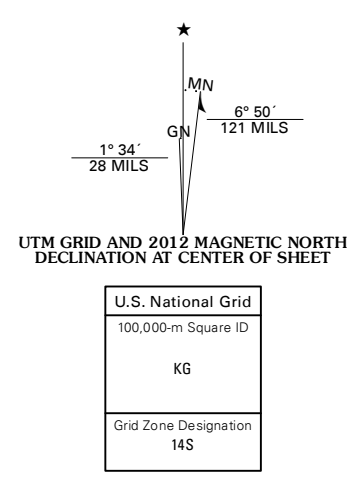 ★
MN
GN
6° 50´
121 MILS
1° 34´
28 MILS
UTM GRID AND 2012 MAGNETIC NORTH
DECLINATION AT CENTER OF SHEET
U.S. National Grid
100,000-m Square ID
KG
Grid Zone Designation
14S